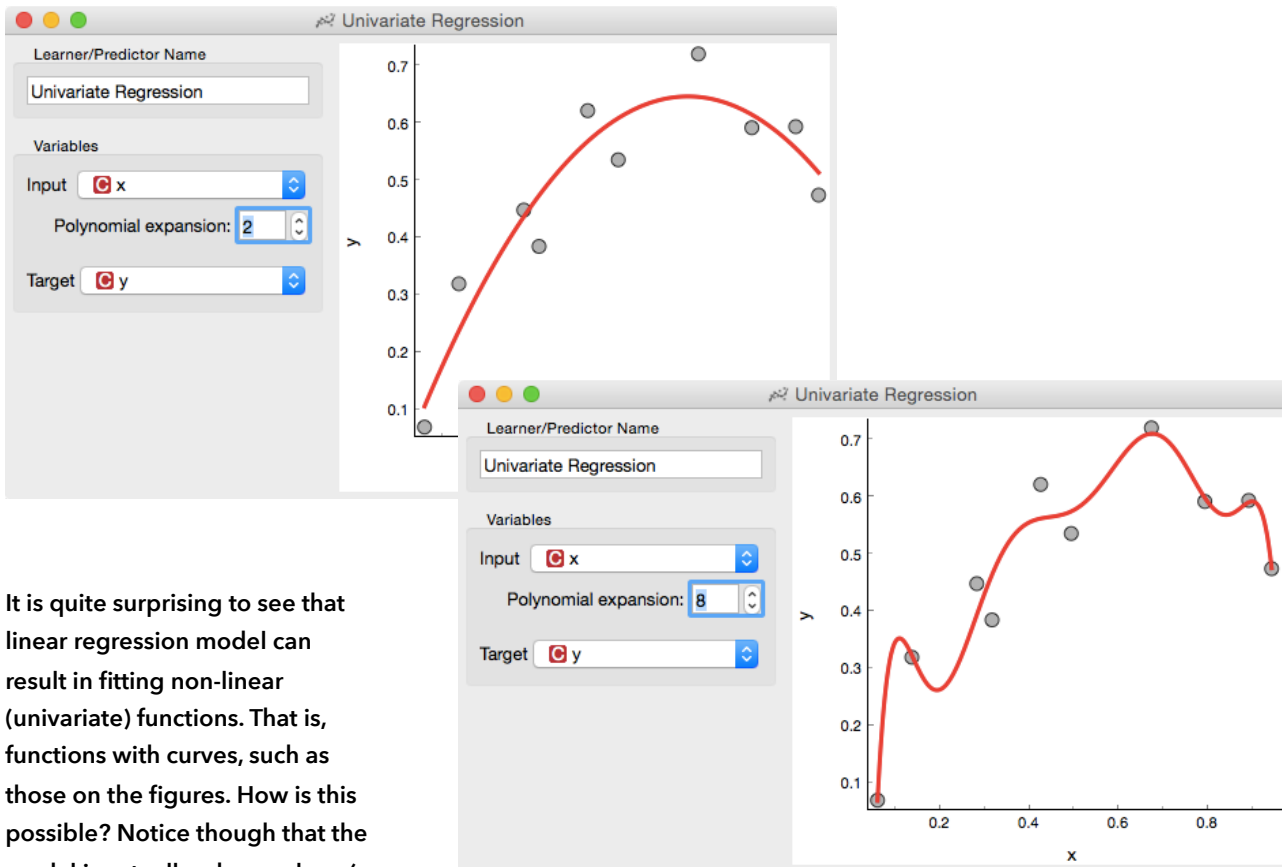 Univariate Regression
Learner/Predictor Name
Univariate Regression
Variables
Input C x
Polynomial expansion: 2
Target C y
0.7
0.6
0.5
0.4
0.3
0.2
0.1
y
Univariate Regression
Learner/Predictor Name
Univariate Regression
Variables
Input C x
Polynomial expansion: 8
Target C y
0.7
0.6
0.5
0.4
0.3
0.2
0.1
y
0.2 0.4 0.6 0.8
x
It is quite surprising to see that
linear regression model can
result in fitting non-linear
(univariate) functions. That is,
functions with curves, such as
those on the figures. How is this
possible? Notice though that the